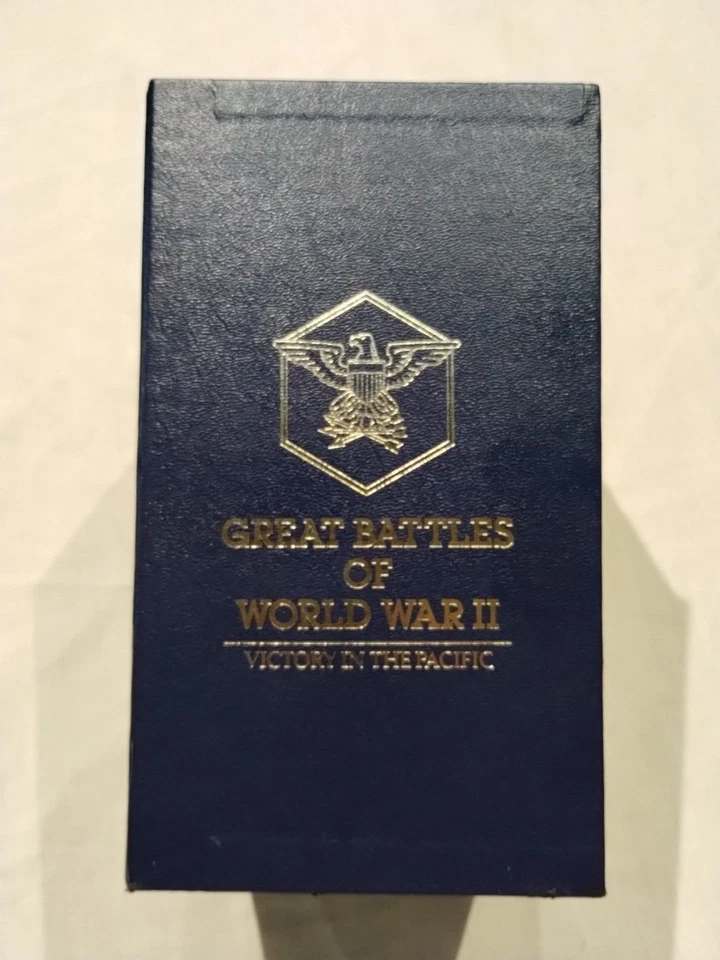 GREAT BATTLES
OF
WORLD WAR II
VICTORY IN THE PACIFIC